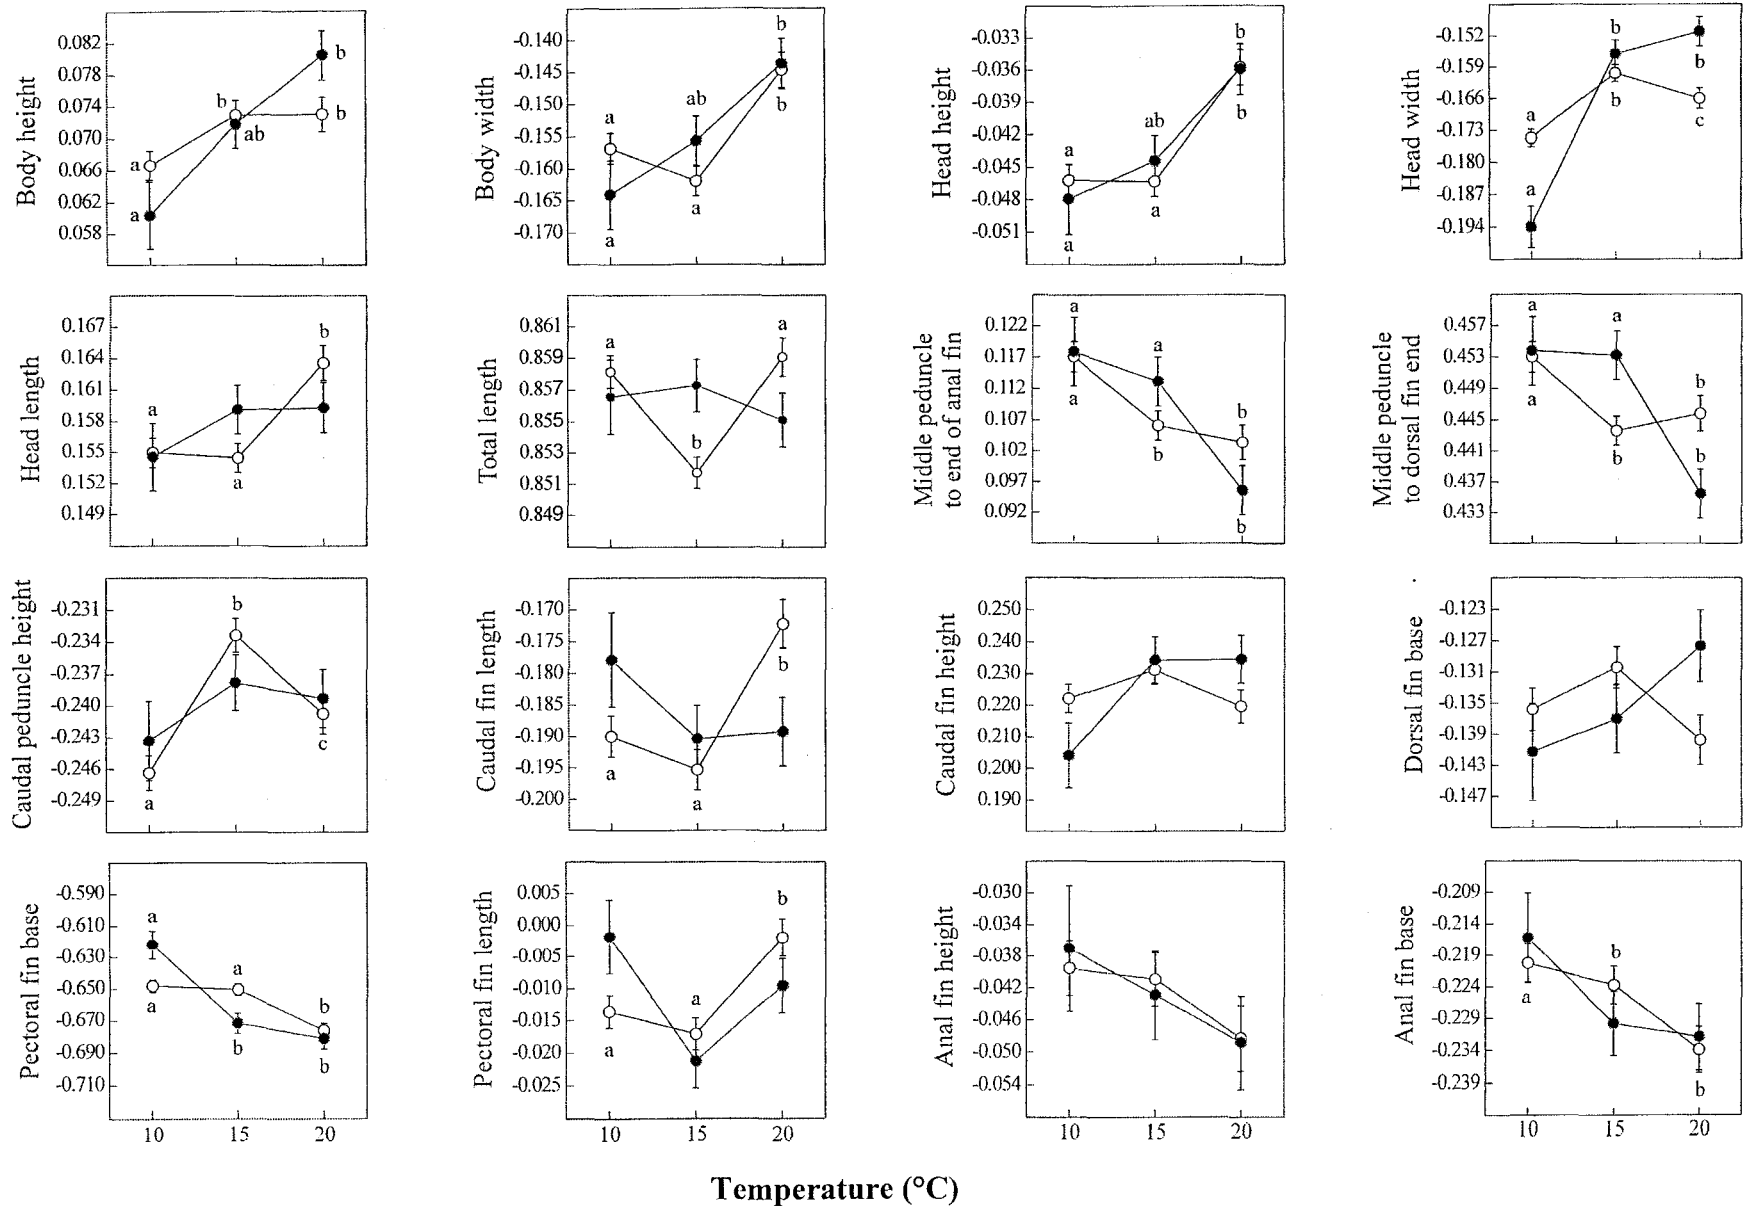 Body height
0.082
0.078
0.074
0.070
0.066
0.062
0.058
a
a
b
ab
b
b
Body width
-0.140
-0.145
-0.150
-0.155
-0.160
-0.165
-0.170
a
a
ab
a
b
b
Head height
-0.033
-0.036
-0.039
-0.042
-0.045
-0.048
-0.051
a
a
ab
a
b
b
Head width
-0.152
-0.159
-0.166
-0.173
-0.180
-0.187
-0.194
a
a
b
b
b
c
Head length
0.167
0.164
0.161
0.158
0.155
0.152
0.149
a
a
b
Total length
0.861
0.859
0.857
0.855
0.853
0.851
0.849
a
b
a
Middle peduncle
to end of anal fin
0.122
0.117
0.112
0.107
0.102
0.097
0.092
a
a
a
b
b
b
Middle peduncle
to dorsal fin end
0.457
0.453
0.449
0.445
0.441
0.437
0.433
a
a
a
b
b
b
Caudal peduncle height
-0.231
-0.234
-0.237
-0.240
-0.243
-0.246
-0.249
a
b
c
Caudal fin length
-0.170
-0.175
-0.180
-0.185
-0.190
-0.195
-0.200
a
a
b
Caudal fin height
0.250
0.240
0.230
0.220
0.210
0.200
0.190
Dorsal fin base
-0.123
-0.127
-0.131
-0.135
-0.139
-0.143
-0.147
Pectoral fin base
-0.590
-0.610
-0.630
-0.650
-0.670
-0.690
-0.710
a
a
a
b
b
b
10 15 20
Pectoral fin length
0.005
0.000
-0.005
-0.010
-0.015
-0.020
-0.025
a
a
b
10 15 20
Anal fin height
-0.030
-0.034
-0.038
-0.042
-0.046
-0.050
-0.054
10 15 20
Anal fin base
-0.209
-0.214
-0.219
-0.224
-0.229
-0.234
-0.239
a
b
b
10 15 20
Temperature (°C)